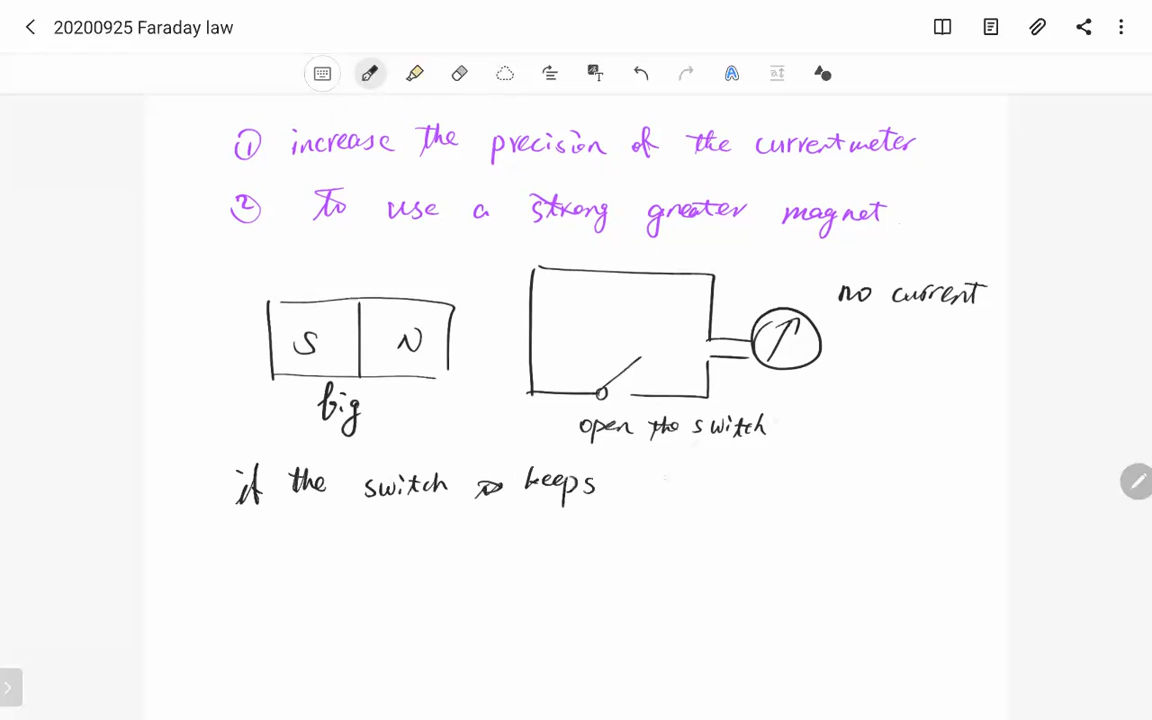 20200925 Faraday law
① increase the precision of the currentmeter
② To use a strong greater magnet
no current
S N
big
open the switch
if the switch keeps